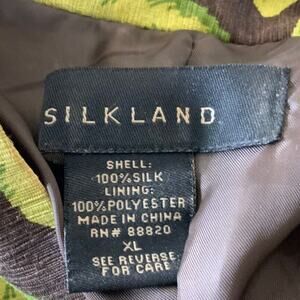 SILKLAND
SHELL:
100%SILK
LINING:
100%POLYESTER
MADE IN CHINA
RN# 88820
XL
SEE REVERSE
FOR CARE